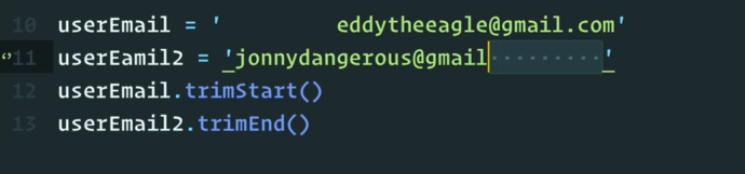 10 userEmail = '          eddytheeagle@gmail.com'
11 userEamil2 = 'jonnydangerous@gmail·········'
12 userEmail.trimStart()
13 userEmail2.trimEnd()